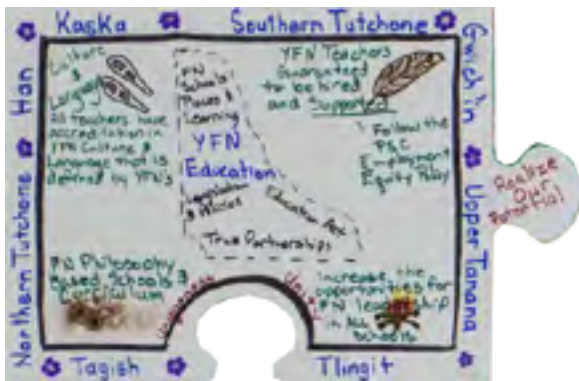 Kaska
Southern Tutchone
Gwich'in
Upper Tanana
Tlingit
Tagish
Northern Tutchone
Han
Culture
&
Language
All teachers have
accreditation in
YFN Culture &
Language that is
defined by YFN's
FN
Schools
Places &
Learning
YFN
Education
Legislation
& Policies
Education Act
True Partnerships
YFN Teachers
Guaranteed
to be hired
and Supported
Follow the
PSC
Employment
Equity Policy
Realize
Our
Potential
FN Philosophy
Based Schools &
Curriculum
Increase the
opportunities for
FN leadership
in ALL
schools